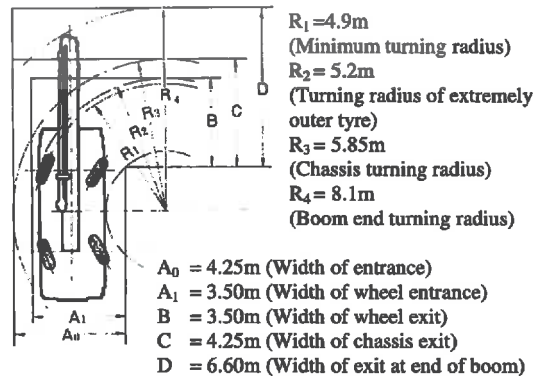 R₁=4.9m
(Minimum turning radius)
R₂= 5.2m
(Turning radius of extremely
outer tyre)
R₃= 5.85m
(Chassis turning radius)
R₄= 8.1m
(Boom end turning radius)
R₄
R₃
R₂
R₁
B
C
D
A₁
A₀
A₀ = 4.25m (Width of entrance)
A₁ = 3.50m (Width of wheel entrance)
B = 3.50m (Width of wheel exit)
C = 4.25m (Width of chassis exit)
D = 6.60m (Width of exit at end of boom)